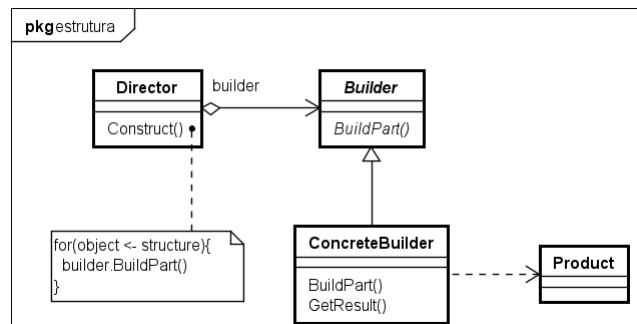 pkg estrutura
Director
builder
Builder
Construct()
BuildPart()
for(object <- structure){
builder.BuildPart()
}
ConcreteBuilder
BuildPart()
GetResult()
Product